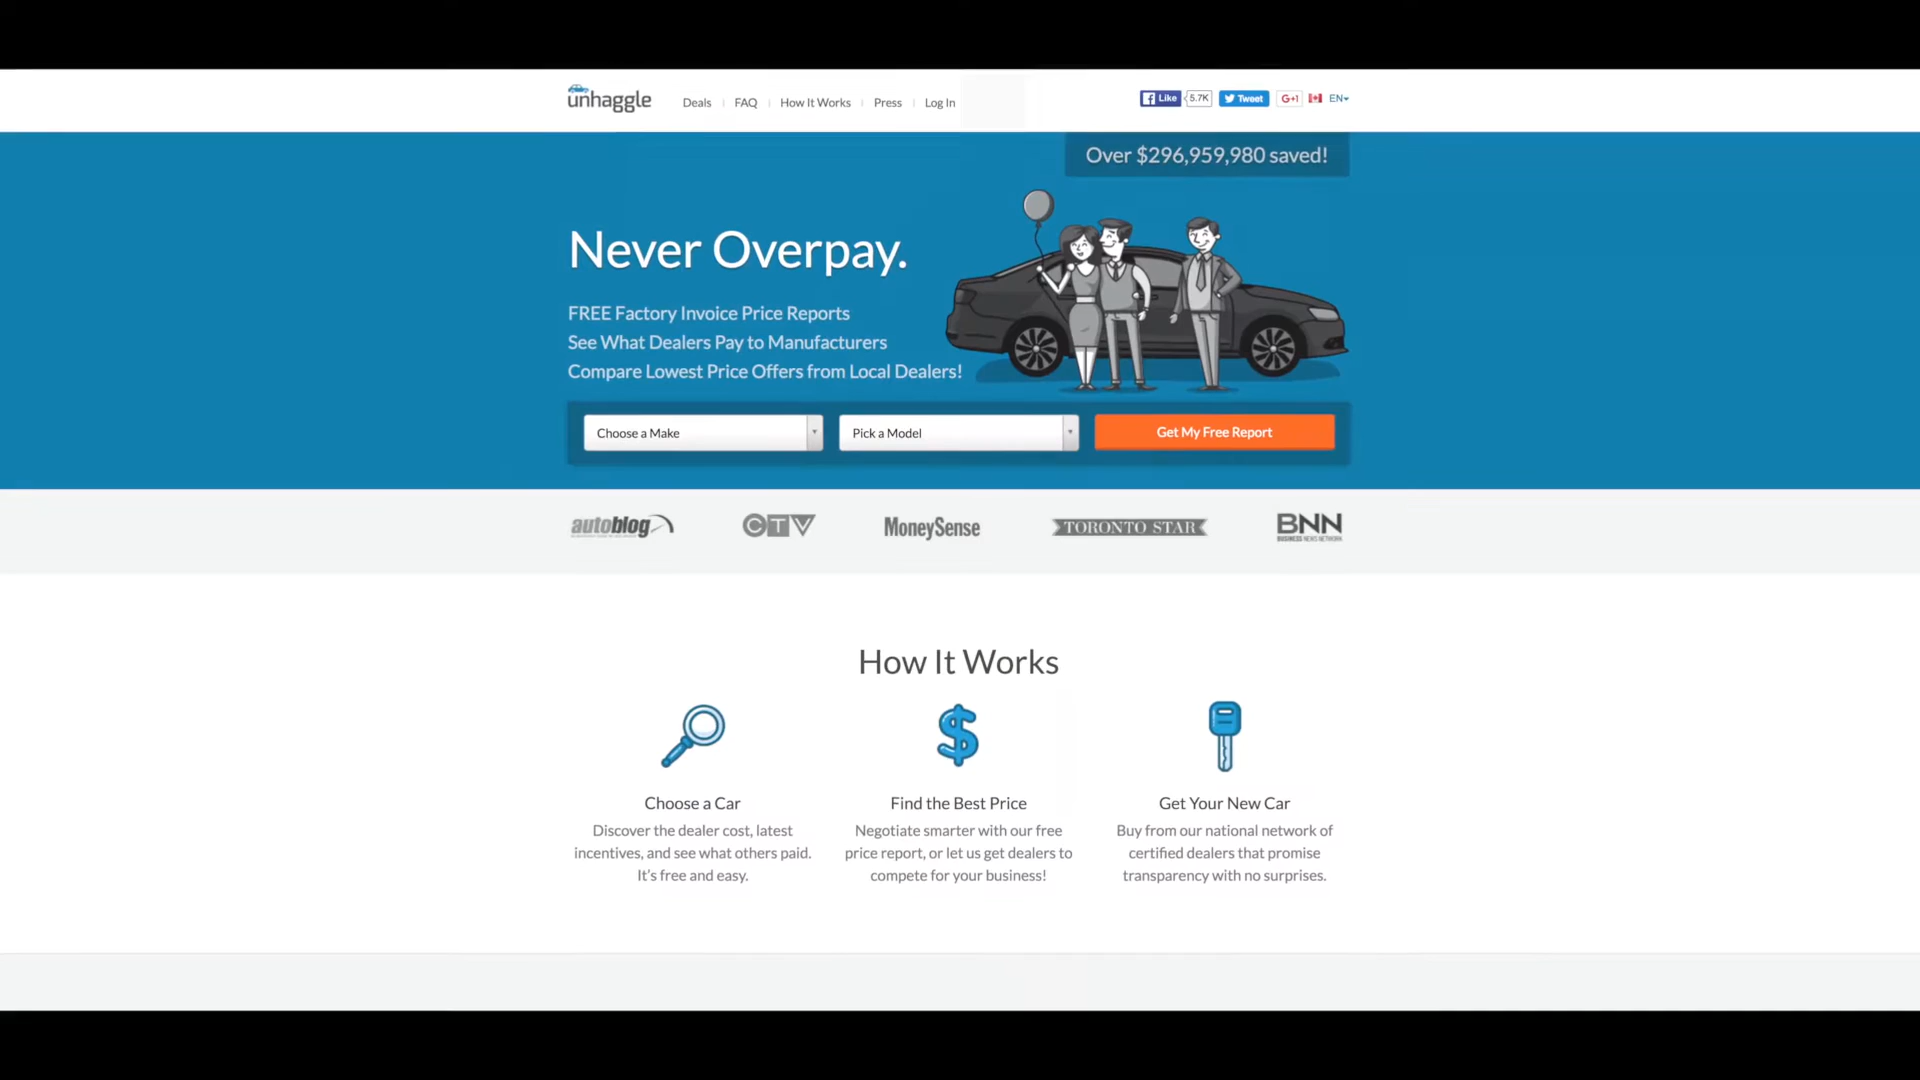 unhaggle
Deals
FAQ
How It Works
Press
Log In
Like
5.7K
Tweet
G+1
EN
Over $296,959,980 saved!
Never Overpay.
FREE Factory Invoice Price Reports
See What Dealers Pay to Manufacturers
Compare Lowest Price Offers from Local Dealers!
Choose a Make
Pick a Model
Get My Free Report
autoblog
CTV
MoneySense
TORONTO STAR
BNN
BUSINESS NEWS NETWORK
How It Works
Choose a Car
Discover the dealer cost, latest
incentives, and see what others paid.
It's free and easy.
Find the Best Price
Negotiate smarter with our free
price report, or let us get dealers to
compete for your business!
Get Your New Car
Buy from our national network of
certified dealers that promise
transparency with no surprises.